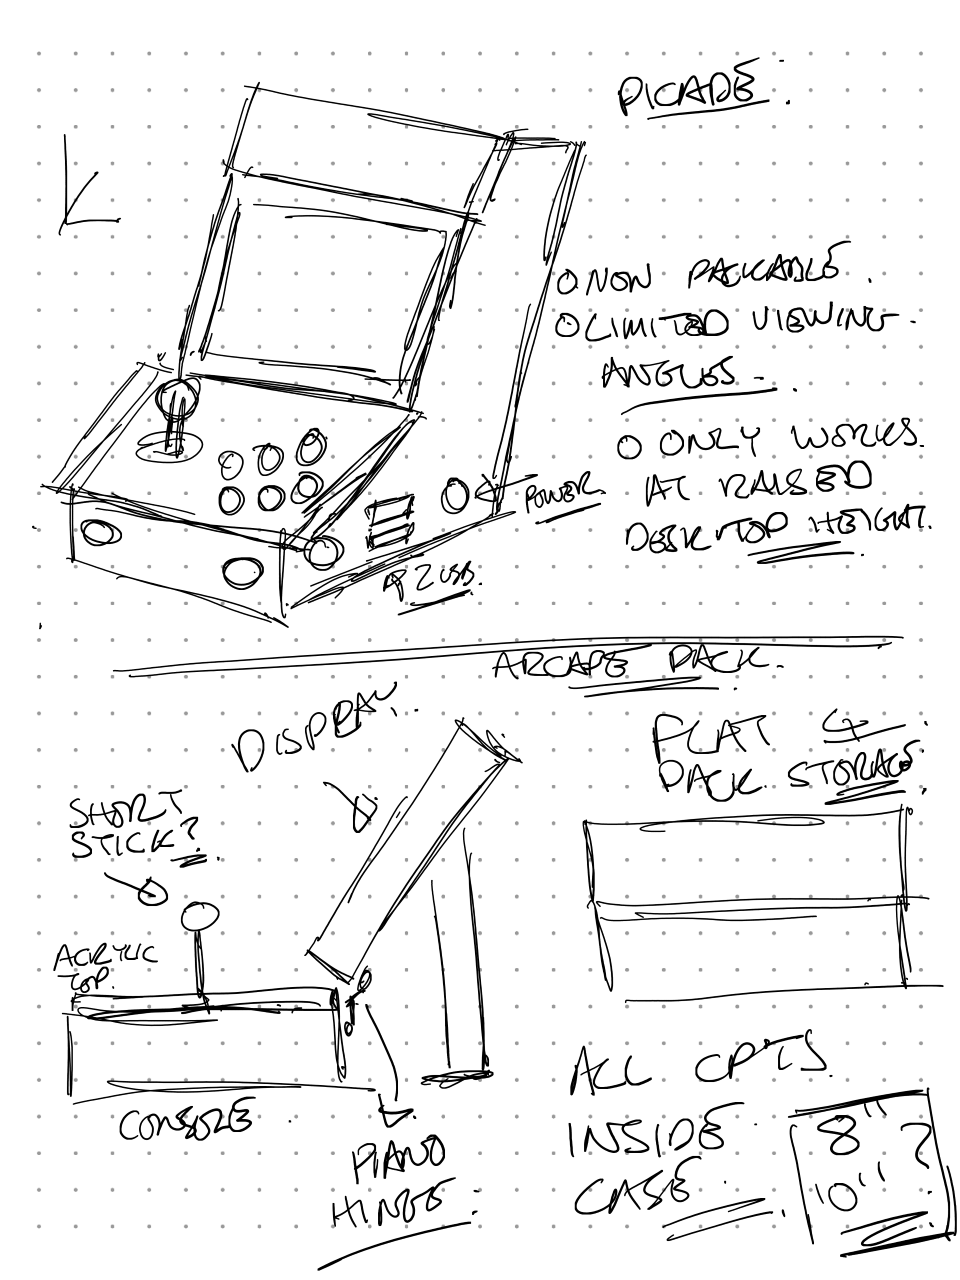 PICADE.
O NON PACKABLE.
O LIMITED VIEWING
ANGLES.
O ONLY WORKS
AT RAISED
DESKTOP HEIGHT.
POWER
2 USB.
ARCADE PACK.
DISPLAY.
FLAT &
PACK STORAGE.
SHORT
STICK?
ACRYLIC
TOP.
CONSOLE
PIANO
HINGE.
ALL CPTS
INSIDE
CASE.
8" ?
10"